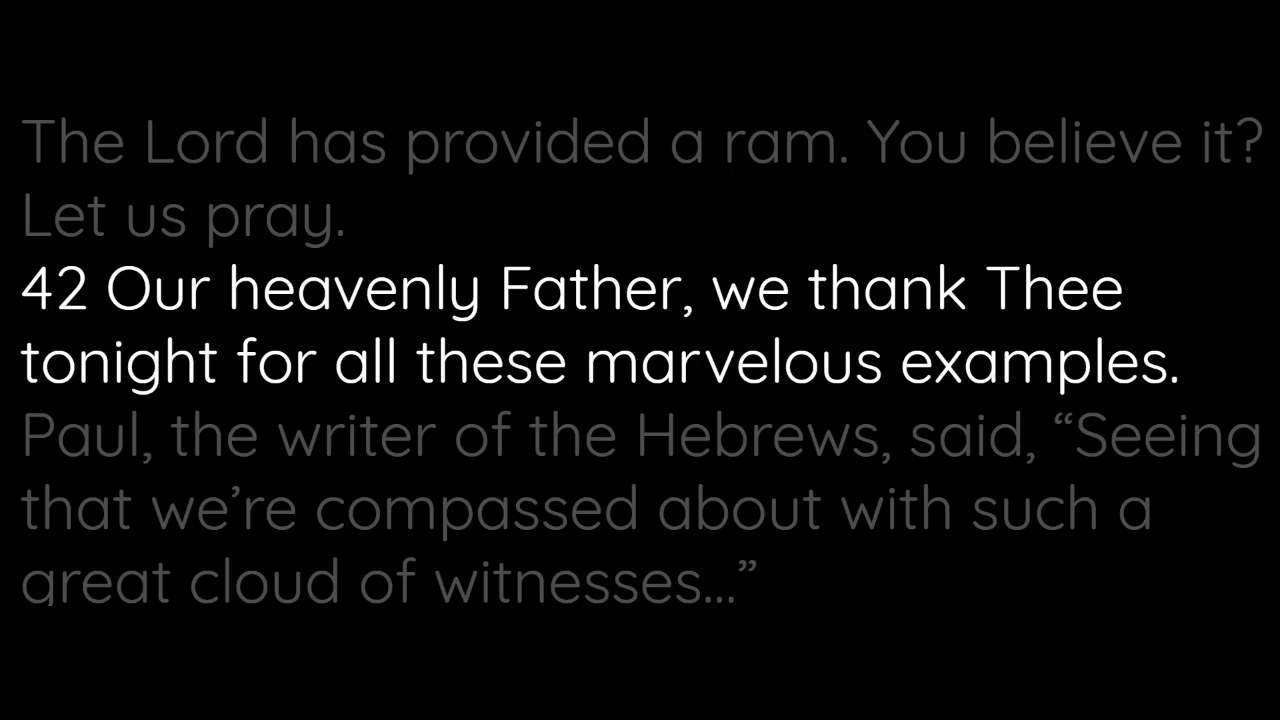 The Lord has provided a ram. You believe it?
Let us pray.
42 Our heavenly Father, we thank Thee
tonight for all these marvelous examples.
Paul, the writer of the Hebrews, said, “Seeing
that we’re compassed about with such a
great cloud of witnesses...”